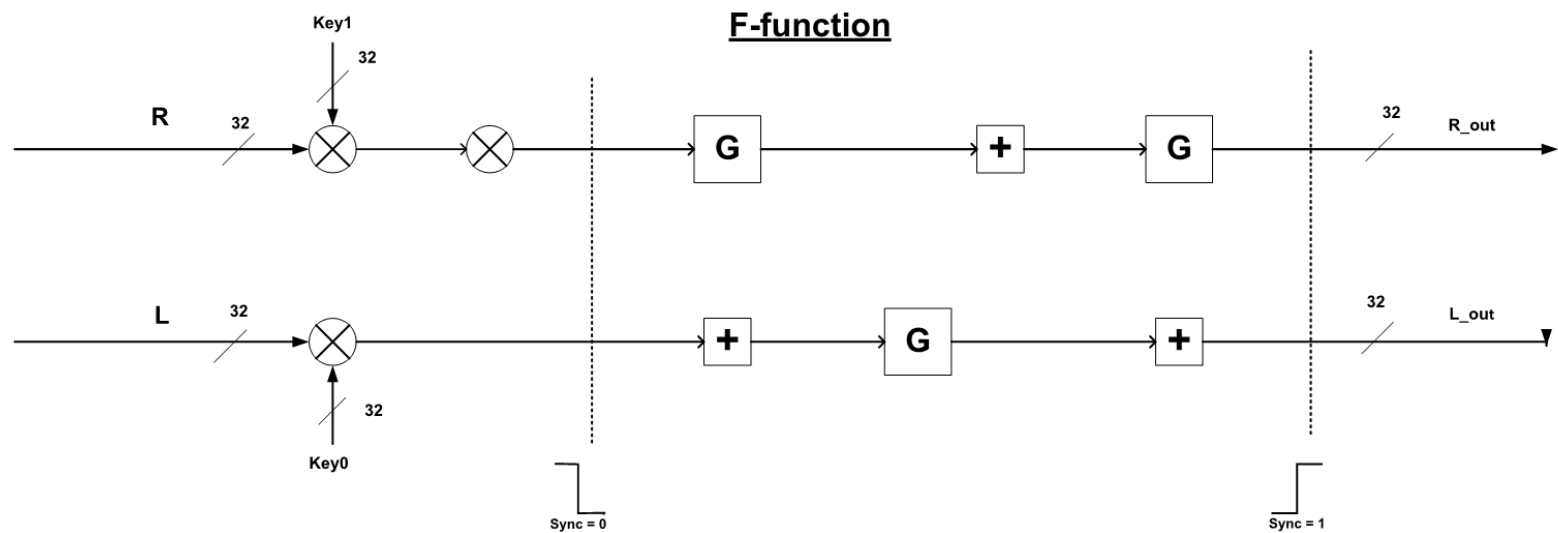 F-function
Key1
32
R
32
G
+
G
32
R_out
L
32
+
G
+
32
L_out
32
Key0
Sync = 0
Sync = 1